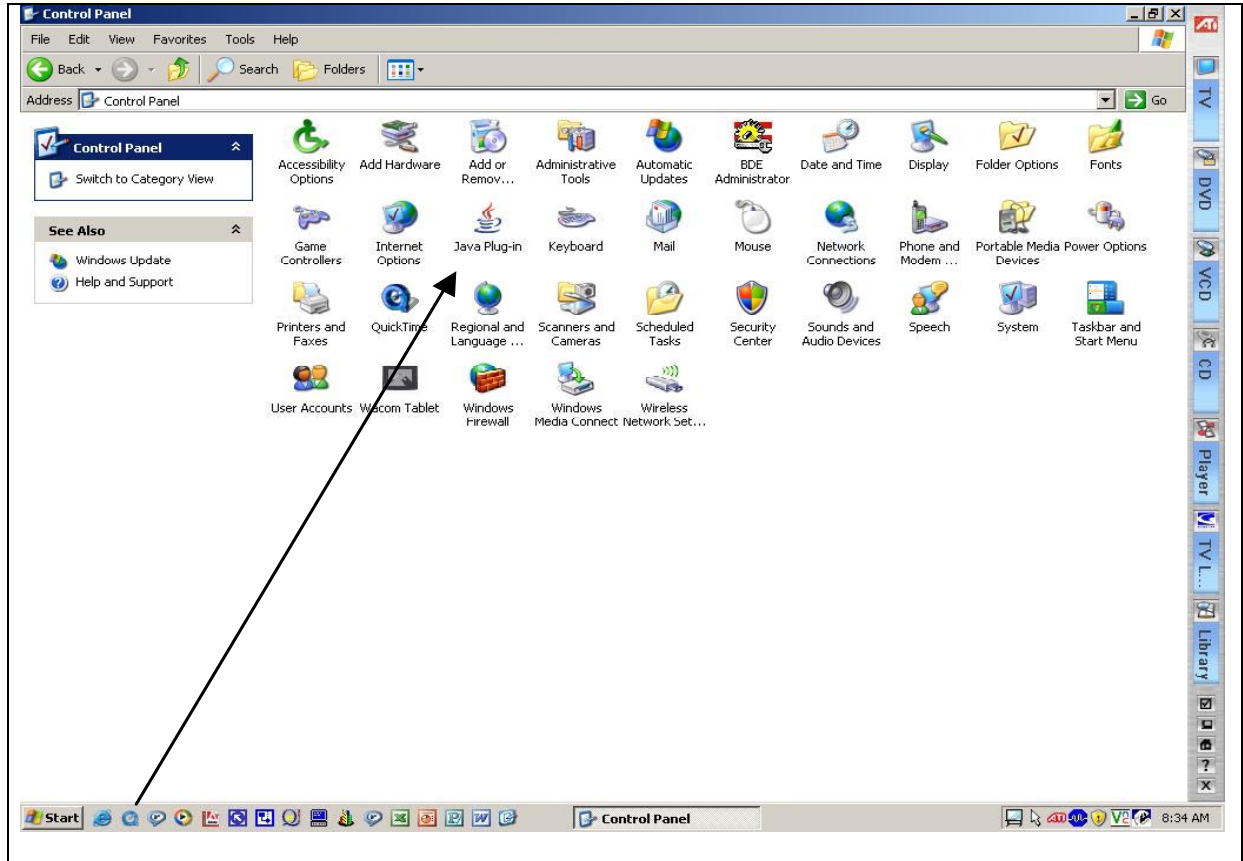 Control Panel
File Edit View Favorites Tools Help
Back Search Folders
Address Control Panel Go
Control Panel
Switch to Category View
See Also
Windows Update
Help and Support
Accessibility Options
Add Hardware
Add or Remov...
Administrative Tools
Automatic Updates
BDE Administrator
Date and Time
Display
Folder Options
Fonts
Game Controllers
Internet Options
Java Plug-in
Keyboard
Mail
Mouse
Network Connections
Phone and Modem ...
Portable Media Devices
Power Options
Printers and Faxes
QuickTime
Regional and Language ...
Scanners and Cameras
Scheduled Tasks
Security Center
Sounds and Audio Devices
Speech
System
Taskbar and Start Menu
User Accounts
Wacom Tablet
Windows Firewall
Windows Media Connect
Wireless Network Set...
ATI
TV
DVD
VCD
CD
Player
TV L...
Library
Start
Control Panel
8:34 AM